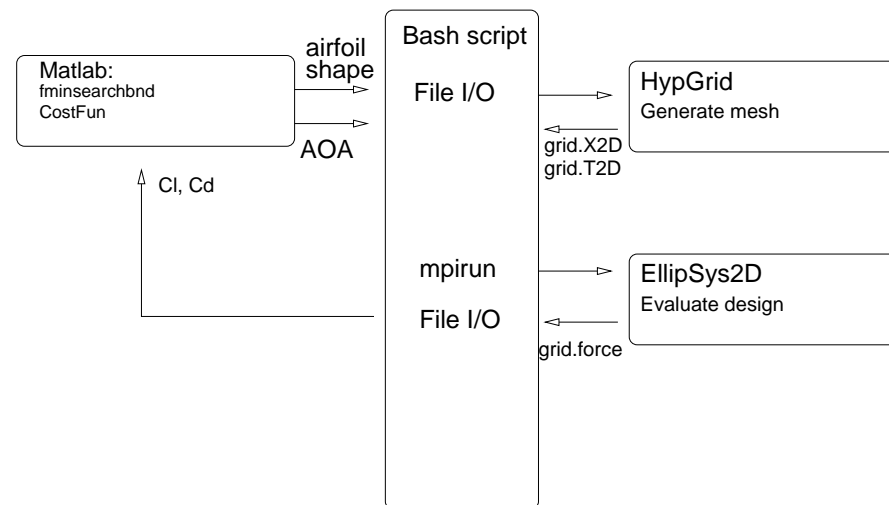 Matlab:
fminsearchbnd
CostFun
airfoil
shape
AOA
Cl, Cd
Bash script
File I/O
mpirun
File I/O
HypGrid
Generate mesh
grid.X2D
grid.T2D
EllipSys2D
Evaluate design
grid.force